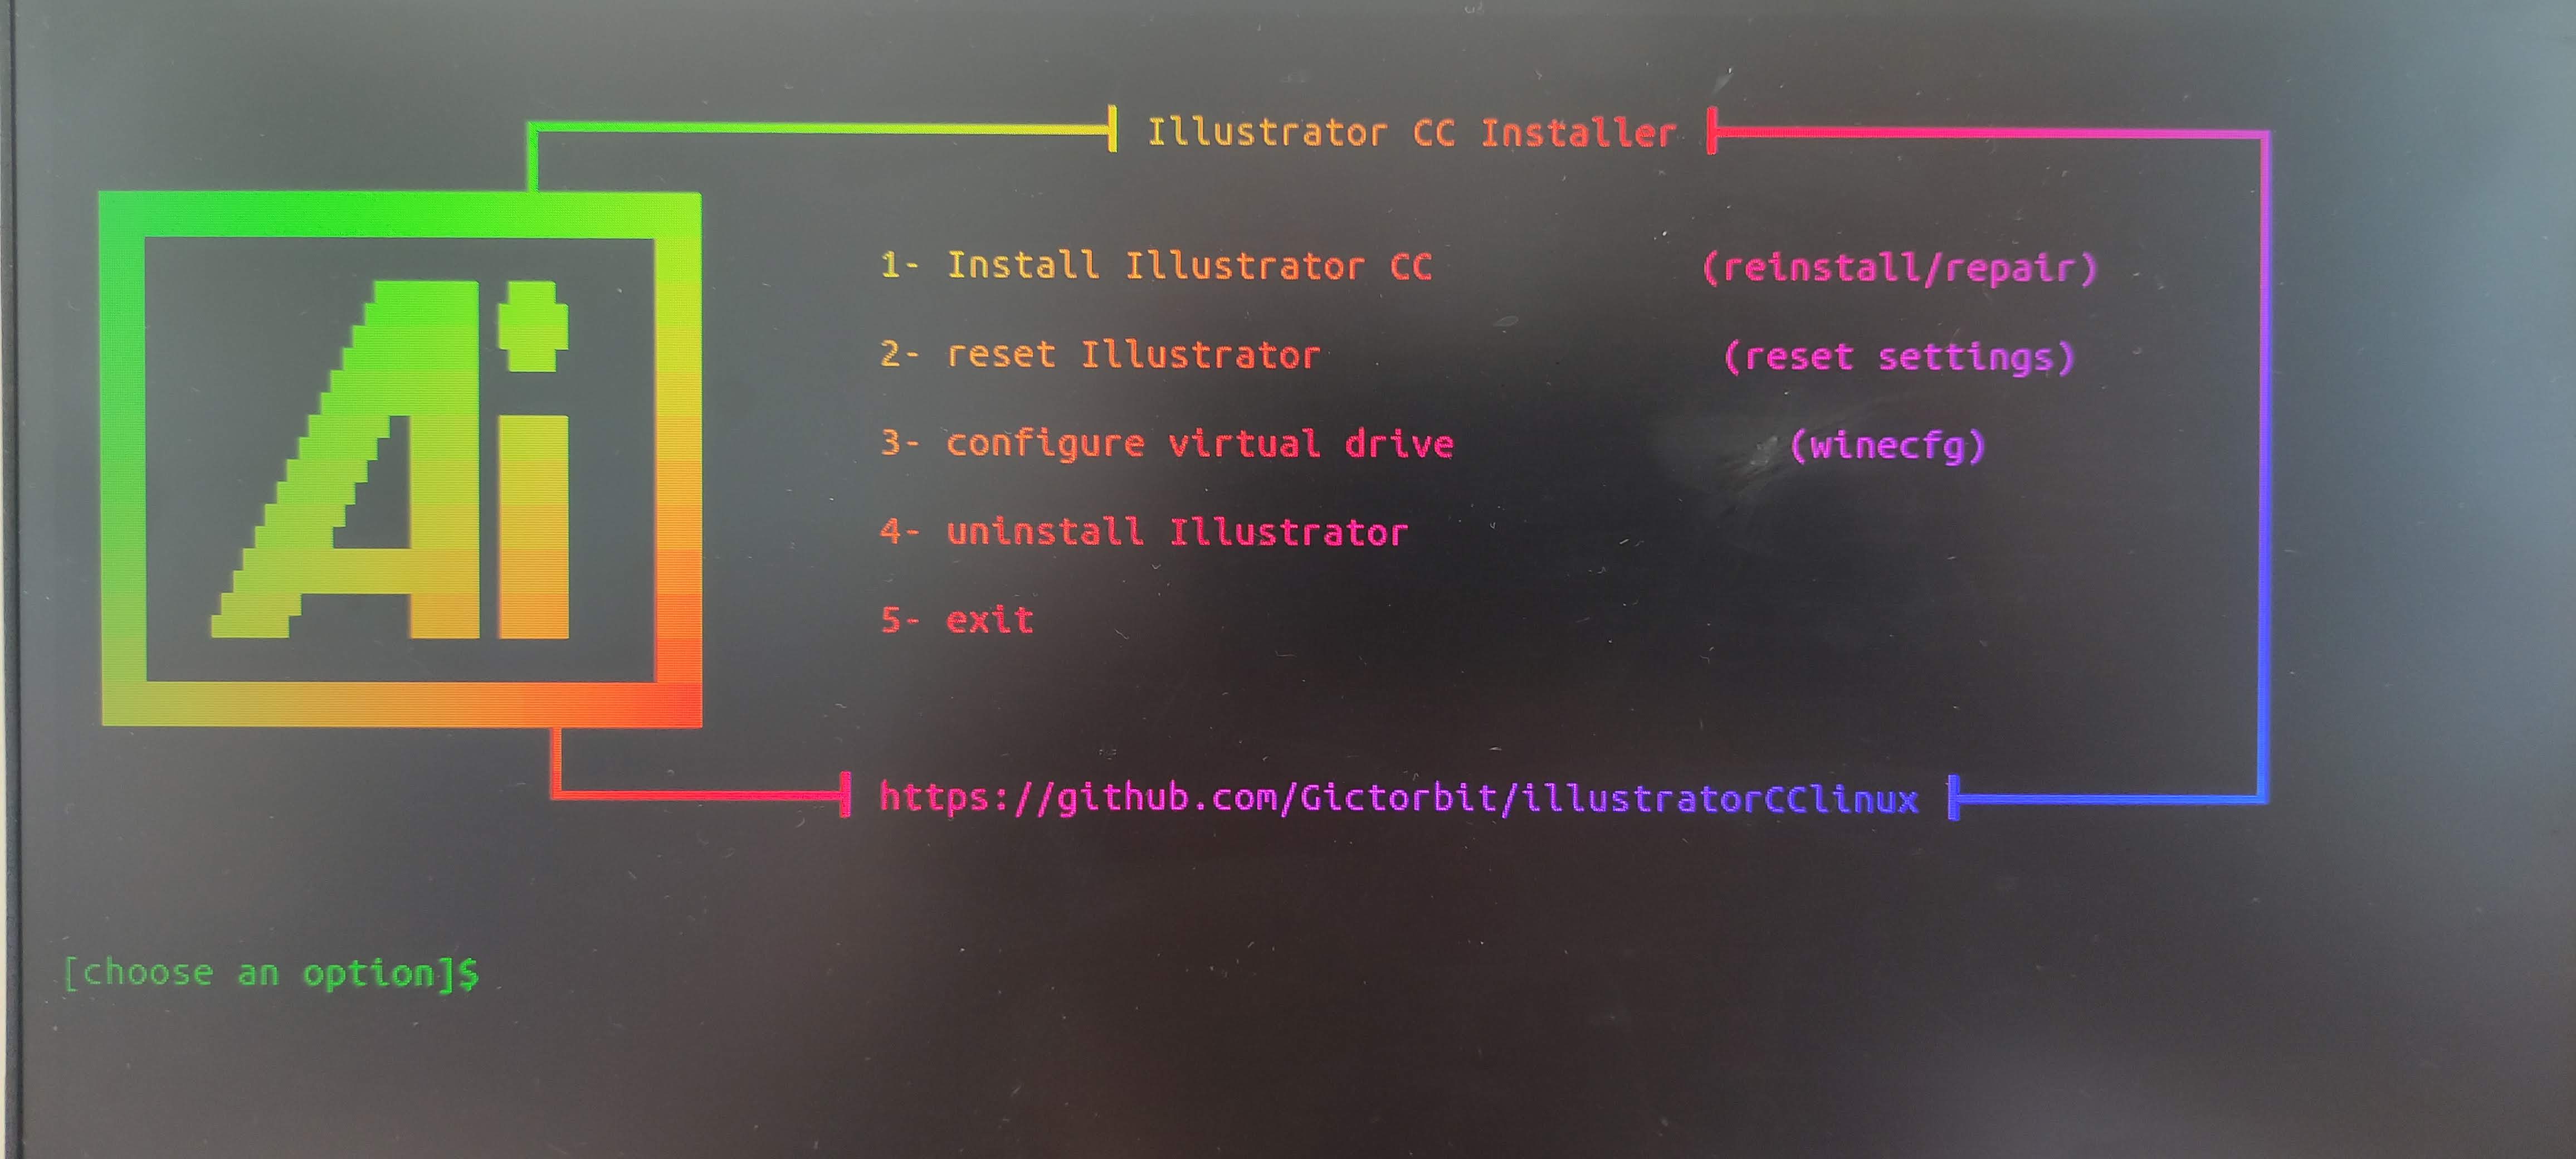 Illustrator CC Installer
1- Install Illustrator CC (reinstall/repair)
2- reset Illustrator (reset settings)
3- configure virtual drive (winecfg)
4- uninstall Illustrator
5- exit
Ai
https://github.com/Gictorbit/illustratorCClinux
[choose an option]$